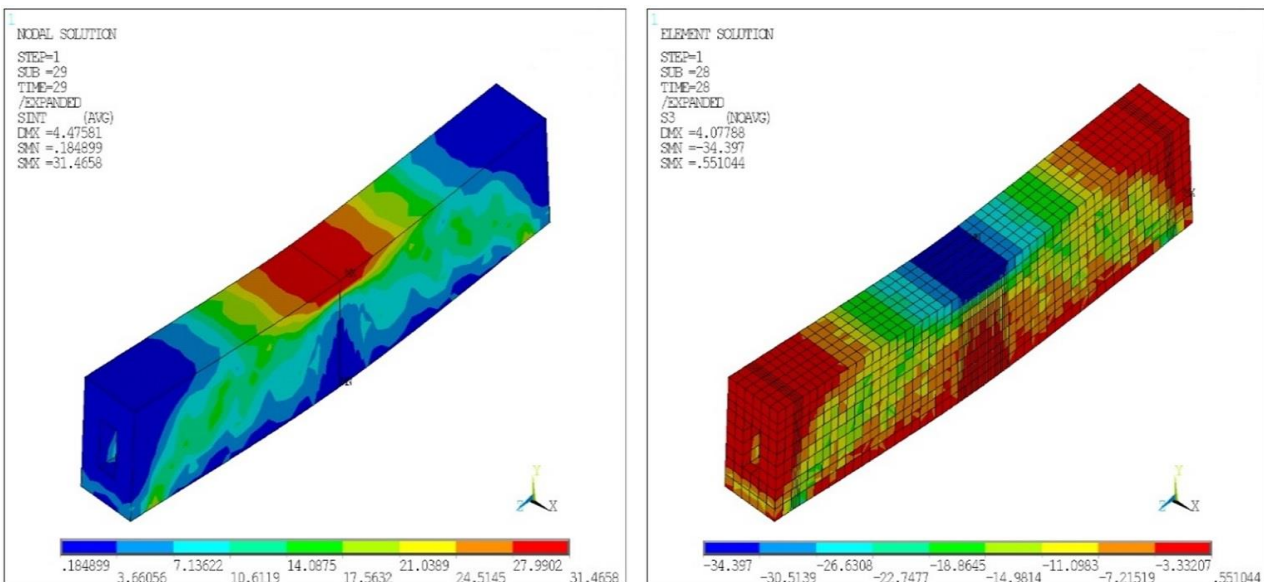 1
NODAL SOLUTION
STEP=1
SUB =29
TIME=29
/EXPANDED
SINT (AVG)
DMX =4.47581
SMN =.184899
SMX =31.4658
MX
MN
Y
Z X
.184899 7.13622 14.0875 21.0389 27.9902
3.66056 10.6119 17.5632 24.5145 31.4658
1
ELEMENT SOLUTION
STEP=1
SUB =28
TIME=28
/EXPANDED
S3 (NOAVG)
DMX =4.07788
SMN =-34.397
SMX =.551044
Y
Z X
-34.397 -26.6308 -18.8645 -11.0983 -3.33207
-30.5139 -22.7477 -14.9814 -7.21519 .551044